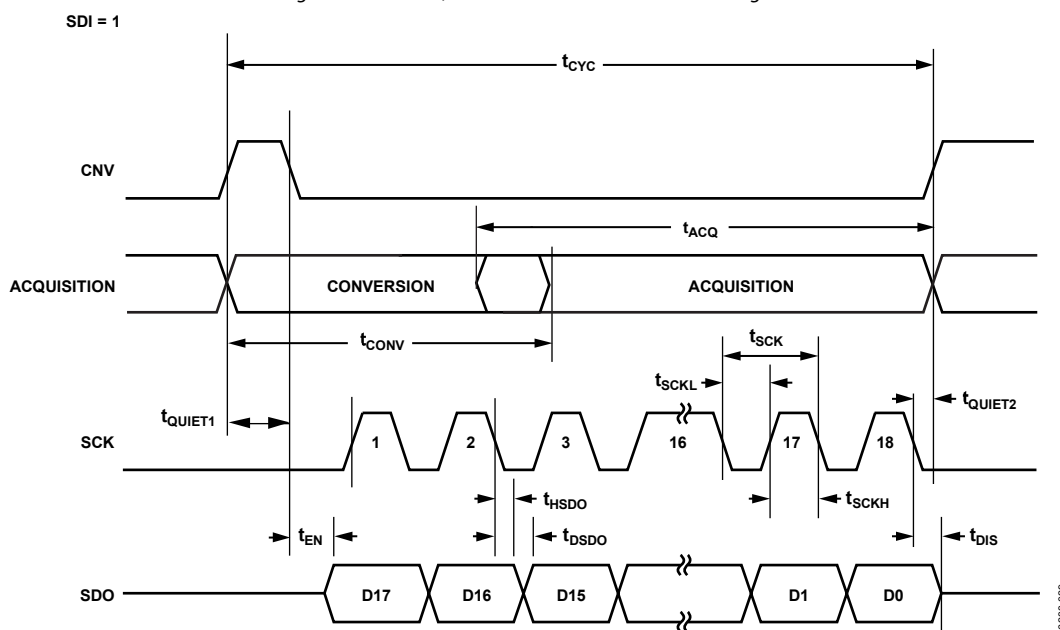 SDI = 1
tCYC
CNV
tACQ
ACQUISITION
CONVERSION
ACQUISITION
tCONV
tSCK
tSCKL
tQUIET1
tQUIET2
SCK
1
2
3
16
17
18
tHSDO
tSCKH
tEN
tDSDO
tDIS
SDO
D17
D16
D15
D1
D0